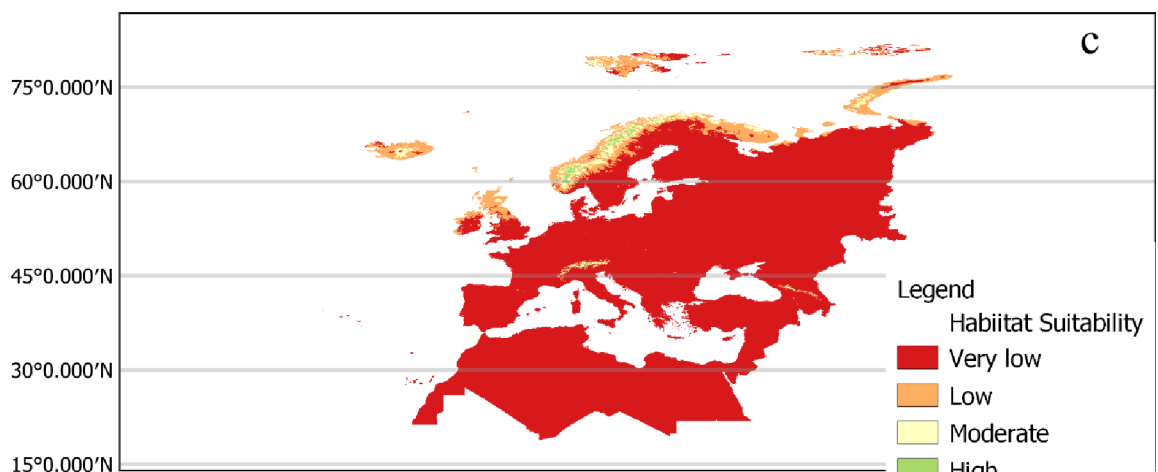 c
75°0.000′N
60°0.000′N
45°0.000′N
30°0.000′N
15°0.000′N
Legend
Habiitat Suitability
Very low
Low
Moderate
High